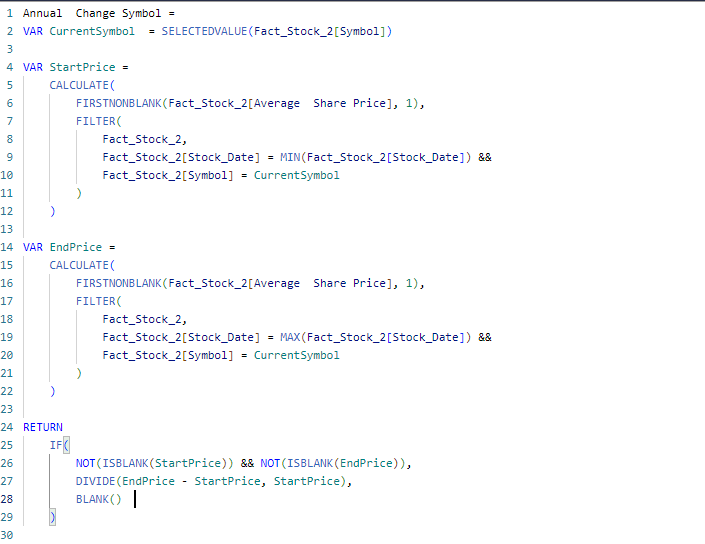 1 Annual  Change Symbol =
2 VAR CurrentSymbol  = SELECTEDVALUE(Fact_Stock_2[Symbol])
3
4 VAR StartPrice =
5     CALCULATE(
6         FIRSTNONBLANK(Fact_Stock_2[Average  Share Price], 1),
7         FILTER(
8             Fact_Stock_2,
9             Fact_Stock_2[Stock_Date] = MIN(Fact_Stock_2[Stock_Date]) &&
10             Fact_Stock_2[Symbol] = CurrentSymbol
11         )
12     )
13
14 VAR EndPrice =
15     CALCULATE(
16         FIRSTNONBLANK(Fact_Stock_2[Average  Share Price], 1),
17         FILTER(
18             Fact_Stock_2,
19             Fact_Stock_2[Stock_Date] = MAX(Fact_Stock_2[Stock_Date]) &&
20             Fact_Stock_2[Symbol] = CurrentSymbol
21         )
22     )
23
24 RETURN
25     IF(
26         NOT(ISBLANK(StartPrice)) && NOT(ISBLANK(EndPrice)),
27         DIVIDE(EndPrice - StartPrice, StartPrice),
28         BLANK()
29     )
30